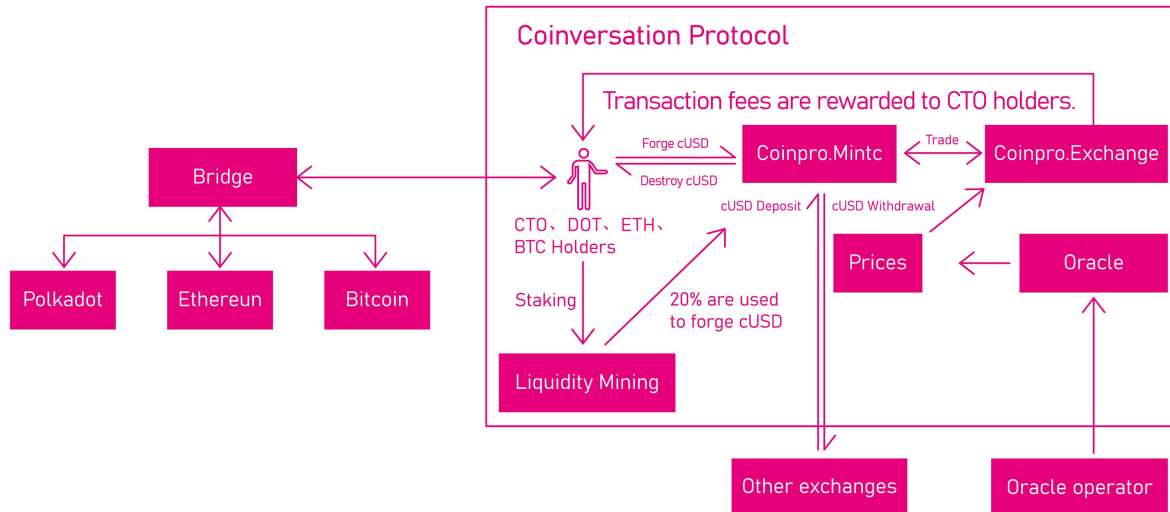 Coinversation Protocol
Transaction fees are rewarded to CTO holders.
Forge cUSD
Coinpro.Mintc
Trade
Coinpro.Exchange
Bridge
Destroy cUSD
cUSD Deposit
cUSD Withdrawal
CTO、DOT、ETH、
BTC Holders
Prices
Oracle
Polkadot
Ethereun
Bitcoin
Staking
20% are used
to forge cUSD
Liquidity Mining
Other exchanges
Oracle operator